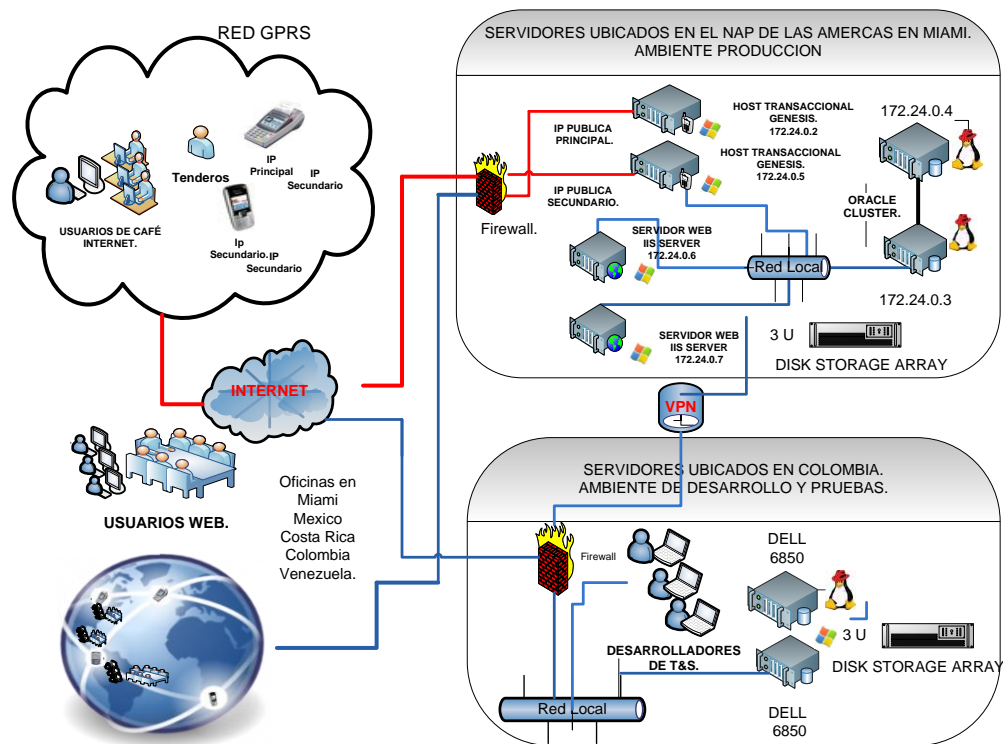 RED GPRS
IP
Principal
IP
Secundario
Tenderos
USUARIOS DE CAFÉ
INTERNET.
Ip
Secundario.
IP
Secundario
SERVIDORES UBICADOS EN EL NAP DE LAS AMERCAS EN MIAMI.
AMBIENTE PRODUCCION
IP PUBLICA
PRINCIPAL.
HOST TRANSACCIONAL
GENESIS.
172.24.0.2
HOST TRANSACCIONAL
GENESIS.
172.24.0.5
172.24.0.4
IP PUBLICA
SECUNDARIO.
Firewall.
ORACLE
CLUSTER.
SERVIDOR WEB
IIS SERVER
172.24.0.6
Red Local
172.24.0.3
SERVIDOR WEB
IIS SERVER
172.24.0.7
3 U
DISK STORAGE ARRAY
INTERNET
VPN
USUARIOS WEB.
Oficinas en
Miami
Mexico
Costa Rica
Colombia
Venezuela.
SERVIDORES UBICADOS EN COLOMBIA.
AMBIENTE DE DESARROLLO Y PRUEBAS.
Firewall
DELL
6850
DESARROLLADORES
DE T&S.
3 U
DISK STORAGE ARRAY
Red Local
DELL
6850